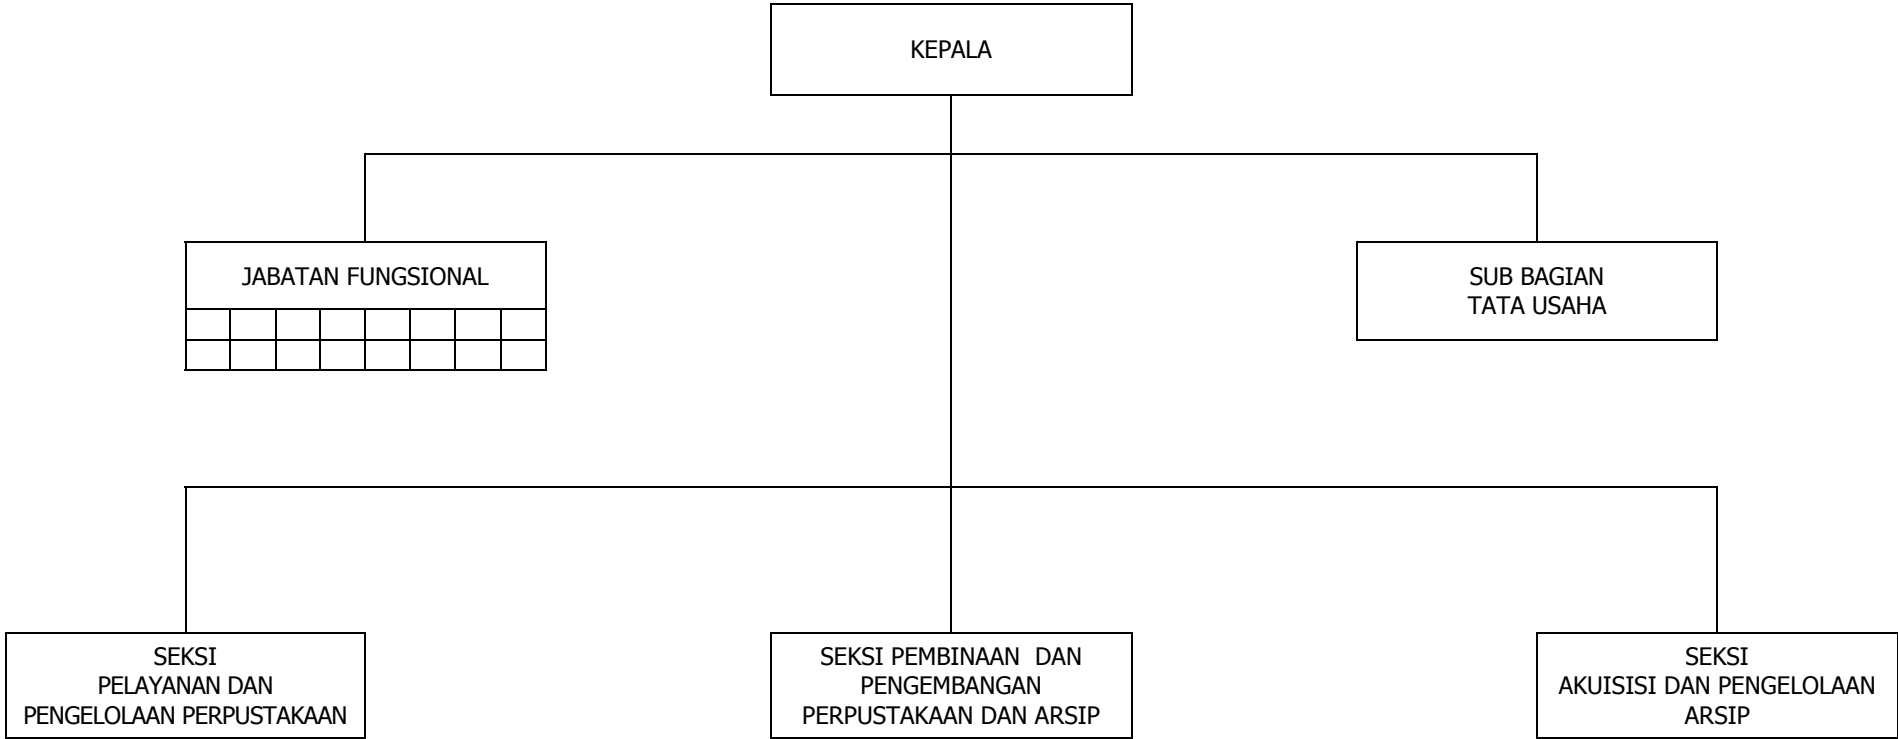 KEPALA
JABATAN FUNGSIONAL
SUB BAGIAN
TATA USAHA
SEKSI
PELAYANAN DAN
PENGELOLAAN PERPUSTAKAAN
SEKSI PEMBINAAN  DAN
PENGEMBANGAN
PERPUSTAKAAN DAN ARSIP
SEKSI
AKUISISI DAN PENGELOLAAN
ARSIP